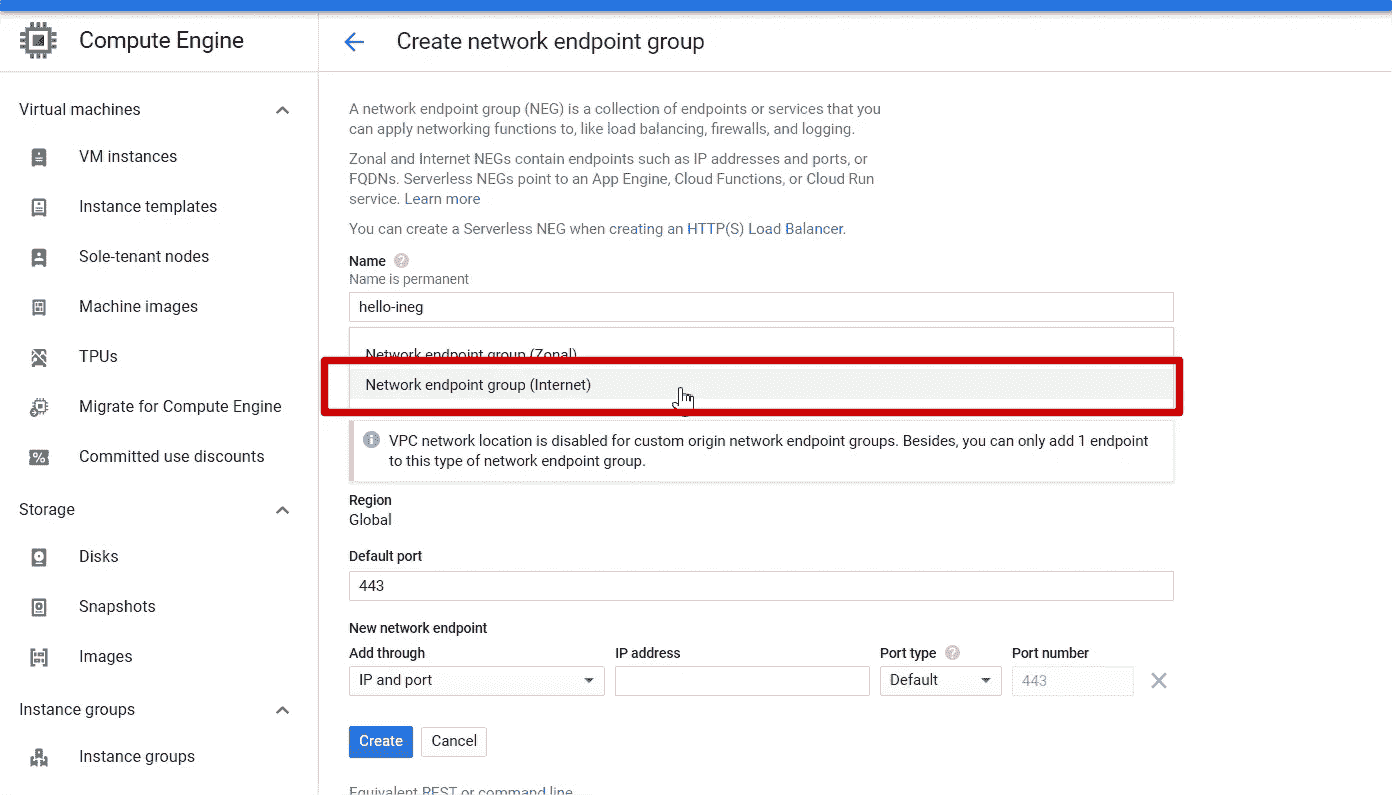 Compute Engine
Create network endpoint group
Virtual machines
VM instances
Instance templates
Sole-tenant nodes
Machine images
TPUs
Migrate for Compute Engine
Committed use discounts
Storage
Disks
Snapshots
Images
Instance groups
Instance groups
A network endpoint group (NEG) is a collection of endpoints or services that you
can apply networking functions to, like load balancing, firewalls, and logging.
Zonal and Internet NEGs contain endpoints such as IP addresses and ports, or
FQDNs. Serverless NEGs point to an App Engine, Cloud Functions, or Cloud Run
service. Learn more
You can create a Serverless NEG when creating an HTTP(S) Load Balancer.
Name
Name is permanent
hello-ineg
Network endpoint group (Zonal)
Network endpoint group (Internet)
VPC network location is disabled for custom origin network endpoint groups. Besides, you can only add 1 endpoint
to this type of network endpoint group.
Region
Global
Default port
443
New network endpoint
Add through IP address Port type Port number
IP and port Default 443
Create Cancel
Equivalent REST or command line